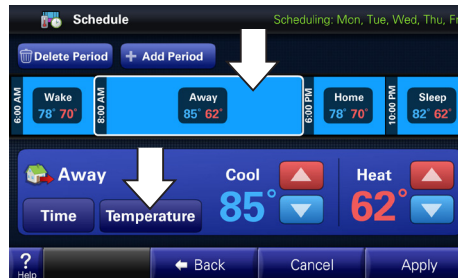 Schedule
Scheduling: Mon, Tue, Wed, Thu,
Delete Period
+ Add Period
6:00 AM
Wake
78° 70°
8:00 AM
Away
85° 62°
6:00 PM
Home
78° 70°
10:00 PM
Sleep
82° 62°
Away
Cool
Heat
Time
Temperature
85°
62°
?
Help
Back
Cancel
Apply